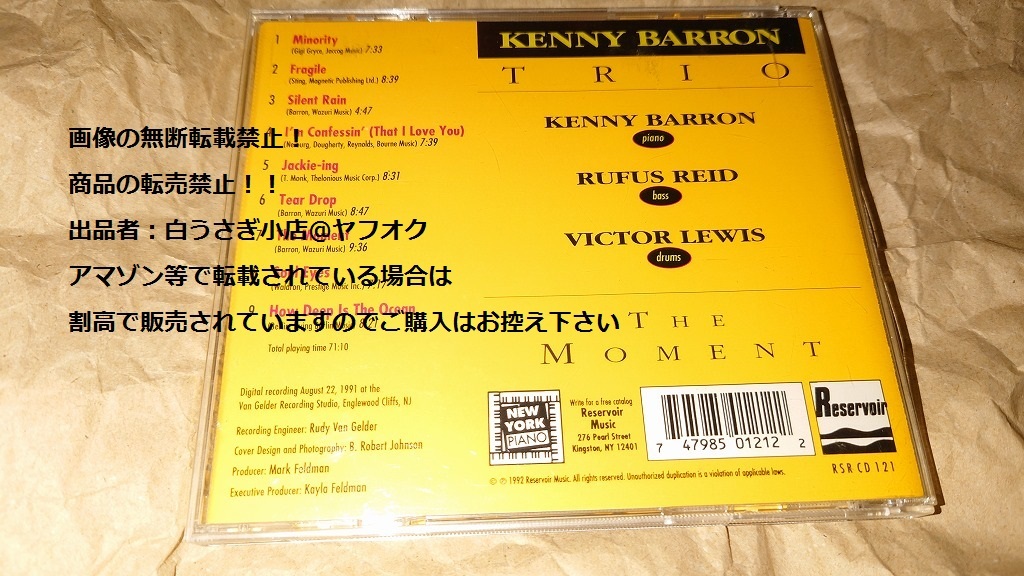 1 Minority
(Gigi Gryce, Jecrog Music) 7:33
2 Fragile
(Sting, Magnetic Publishing Ltd.) 8:39
3 Silent Rain
(Barron, Wazuri Music) 4:47
I'm Confessin' (That I Love You)
Dougherty, Reynolds, Bourne Music) 7:39
5 Jackie-ing
(T. Monk, Thelonious Music Corp.) 8:31
6 Tear Drop
(Barron, Wazuri Music) 8:47
(Barron, Wazuri Music) 9:36
Eyes
(Waldron, Prestige Music Inc.)
9 How Deep Is The Ocean
Total playing time 71:10
Digital recording August 22, 1991 at the
Van Gelder Recording Studio, Englewood Cliffs, NJ
Recording Engineer: Rudy Van Gelder
Cover Design and Photography: B. Robert Johnson
Producer: Mark Feldman
Executive Producer: Kayla Feldman
KENNY BARRON
TRIO
KENNY BARRON
piano
RUFUS REID
bass
VICTOR LEWIS
drums
THE
MOMENT
NEW
YORK
PIANO
Write for a free catalog
Reservoir
Music
276 Pearl Street
Kingston, NY 12401
7 47985 01212 2
Reservoir
RSR CD 121
© ℗ 1992 Reservoir Music. All rights reserved. Unauthorized duplication is a violation of applicable laws.
画像の無断転載禁止！
商品の転売禁止！！
出品者：白うさぎ小店@ヤフオク
アマゾン等で転載されている場合は
割高で販売されていますのでご購入はお控え下さい